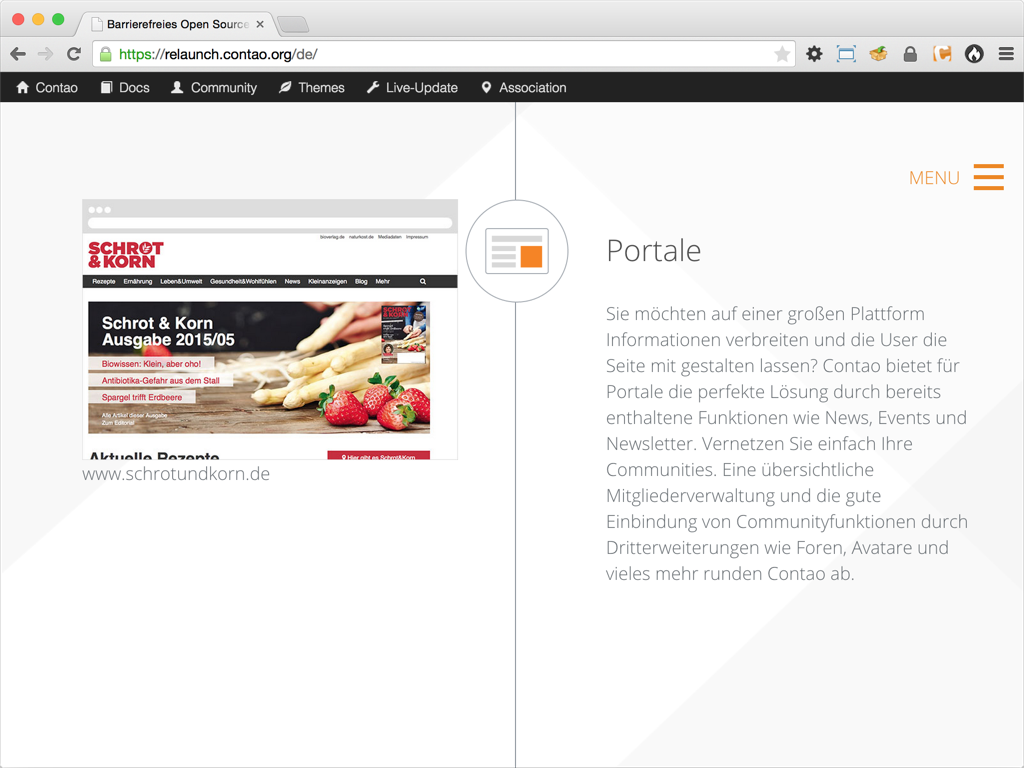 Barrierefreies Open Source
https://relaunch.contao.org/de/
Contao Docs Community Themes Live-Update Association
MENU
bioverlag.de naturkost.de Mediadaten Impressum
SCHROT
& KORN
Rezepte Ernährung Leben&Umwelt Gesundheit&Wohlfühlen News Kleinanzeigen Blog Mehr
Schrot & Korn
Ausgabe 2015/05
Biowissen: Klein, aber oho!
Antibiotika-Gefahr aus dem Stall
Spargel trifft Erdbeere
Alle Artikel dieser Ausgabe
Zum Editorial
Aktuelle Rezepte
Hier gibt es Schrot&Korn
www.schrotundkorn.de
Portale
Sie möchten auf einer großen Plattform
Informationen verbreiten und die User die
Seite mit gestalten lassen? Contao bietet für
Portale die perfekte Lösung durch bereits
enthaltene Funktionen wie News, Events und
Newsletter. Vernetzen Sie einfach Ihre
Communities. Eine übersichtliche
Mitgliederverwaltung und die gute
Einbindung von Communityfunktionen durch
Dritterweiterungen wie Foren, Avatare und
vieles mehr runden Contao ab.